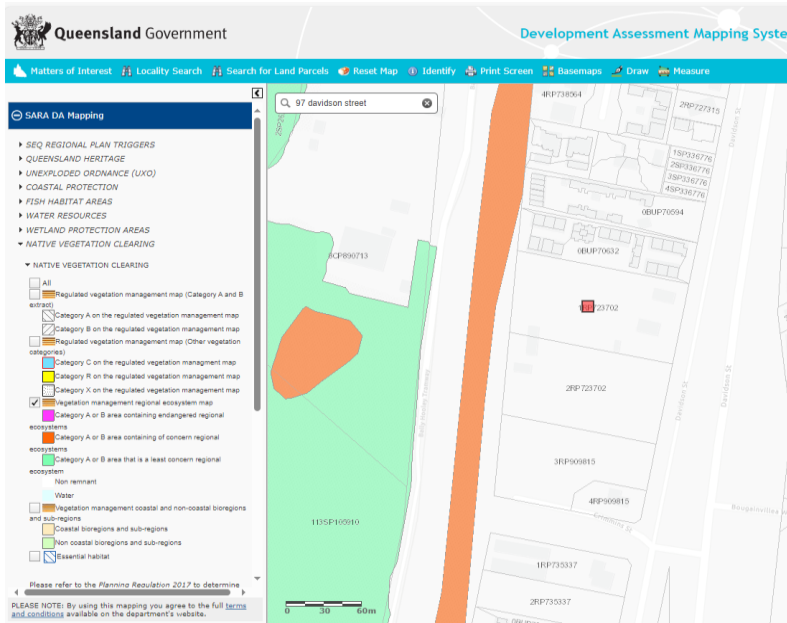 Queensland Government
Development Assessment Mapping Syste
Matters of Interest Locality Search Search for Land Parcels Reset Map Identify Print Screen Basemaps Draw Measure
SARA DA Mapping
SEQ REGIONAL PLAN TRIGGERS
QUEENSLAND HERITAGE
UNEXPLODED ORDNANCE (UXO)
COASTAL PROTECTION
FISH HABITAT AREAS
WATER RESOURCES
WETLAND PROTECTION AREAS
NATIVE VEGETATION CLEARING
NATIVE VEGETATION CLEARING
All
Regulated vegetation management map (Category A and B
extract)
Category A on the regulated vegetation management map
Category B on the regulated vegetation management map
Regulated vegetation management map (Other vegetation
categories)
Category C on the regulated vegetation managment map
Category R on the regulated vegetation management map
Category X on the regulated vegetation management map
Vegetation management regional ecosystem map
Category A or B area containing endangered regional
ecosystems
Category A or B area containing of concern regional
ecosystems
Category A or B area that is a least concern regional
ecosystem
Non remnant
Water
Vegetation management coastal and non-coastal bioregions
and sub-regions
Coastal bioregions and sub-regions
Non coastal bioregions and sub-regions
Essential habitat
Please refer to the Planning Regulation 2017 to determine
PLEASE NOTE: By using this mapping you agree to the full terms
and conditions available on the department's website.
97 davidson street
4RP738564
2RP727315
Davidson St
1SP336776
2SP336776
3SP336776
4SP336776
0BUP70594
0BUP70632
8CP890713
723702
2RP723702
Davidson St
Davidson St
3RP909815
4RP909815
113SP105910
1RP735337
2RP735337
0 30 60m